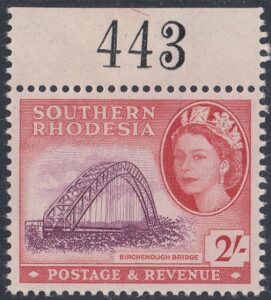 443
SOUTHERN
RHODESIA
BIRCHENOUGH BRIDGE
2/-
POSTAGE & REVENUE